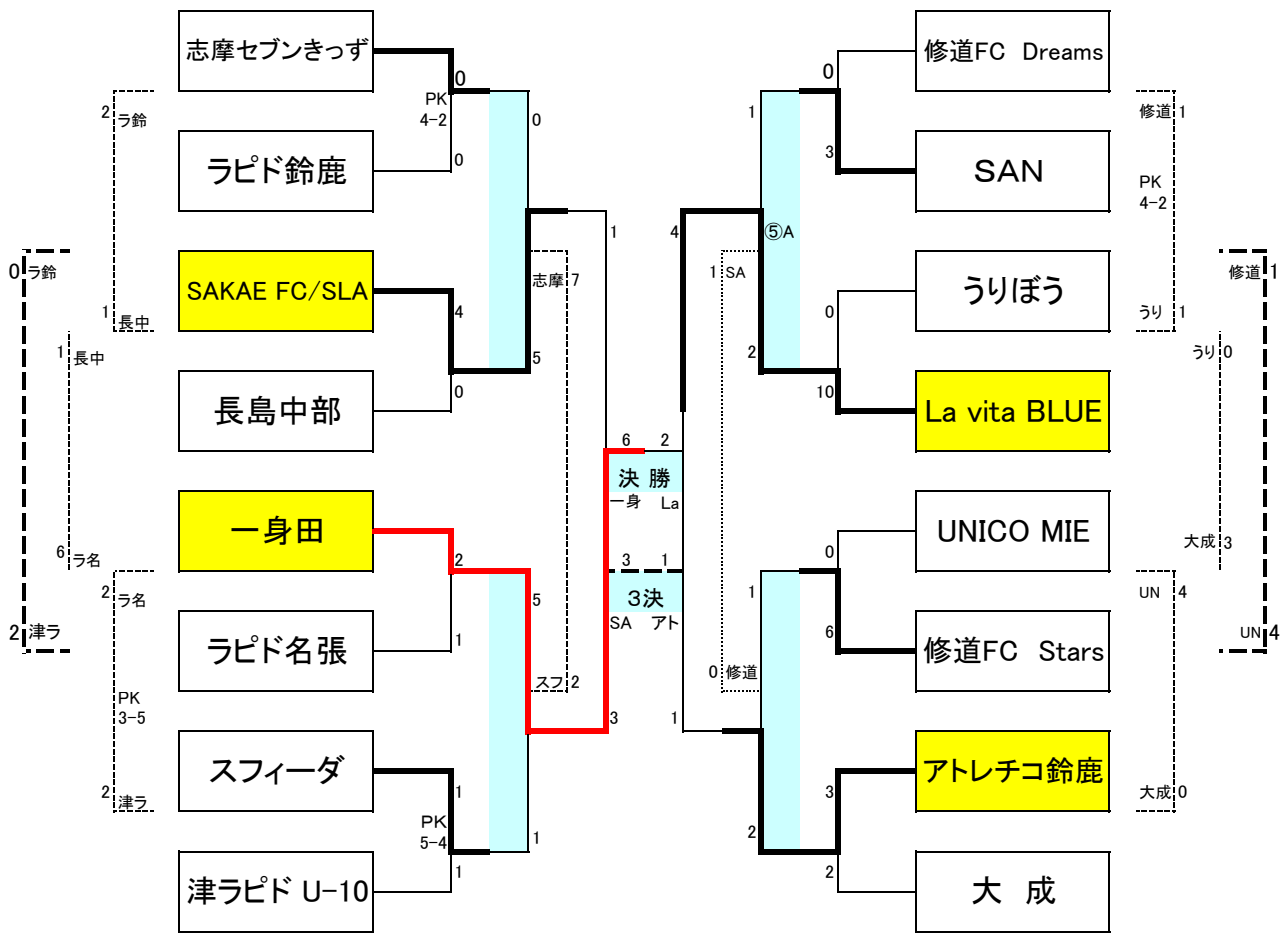 志摩セブンきっず
0
PK
4-2
0
ラピド鈴鹿
2 ラ鈴
1 長中
SAKAE FC/SLA
4
0
長島中部
0
5
志摩 7
スフ 2
0 ラ鈴
2 津ラ
1 長中
6 ラ名
一身田
2
1
ラピド名張
2 ラ名
PK
3-5
2 津ラ
スフィーダ
1
PK
5-4
1
津ラピド U-10
5
1
1
3
6 2
決 勝
一身 La
3 1
3決
SA アト
4
1
1 SA
0 修道
1
⑤A
2
1
2
修道FC Dreams
0
3
SAN
修道 1
PK
4-2
うり 1
うりぼう
0
10
La vita BLUE
修道 1
UN 4
うり 0
大成 3
UNICO MIE
0
6
修道FC Stars
UN 4
大成 0
アトレチコ鈴鹿
3
2
大 成